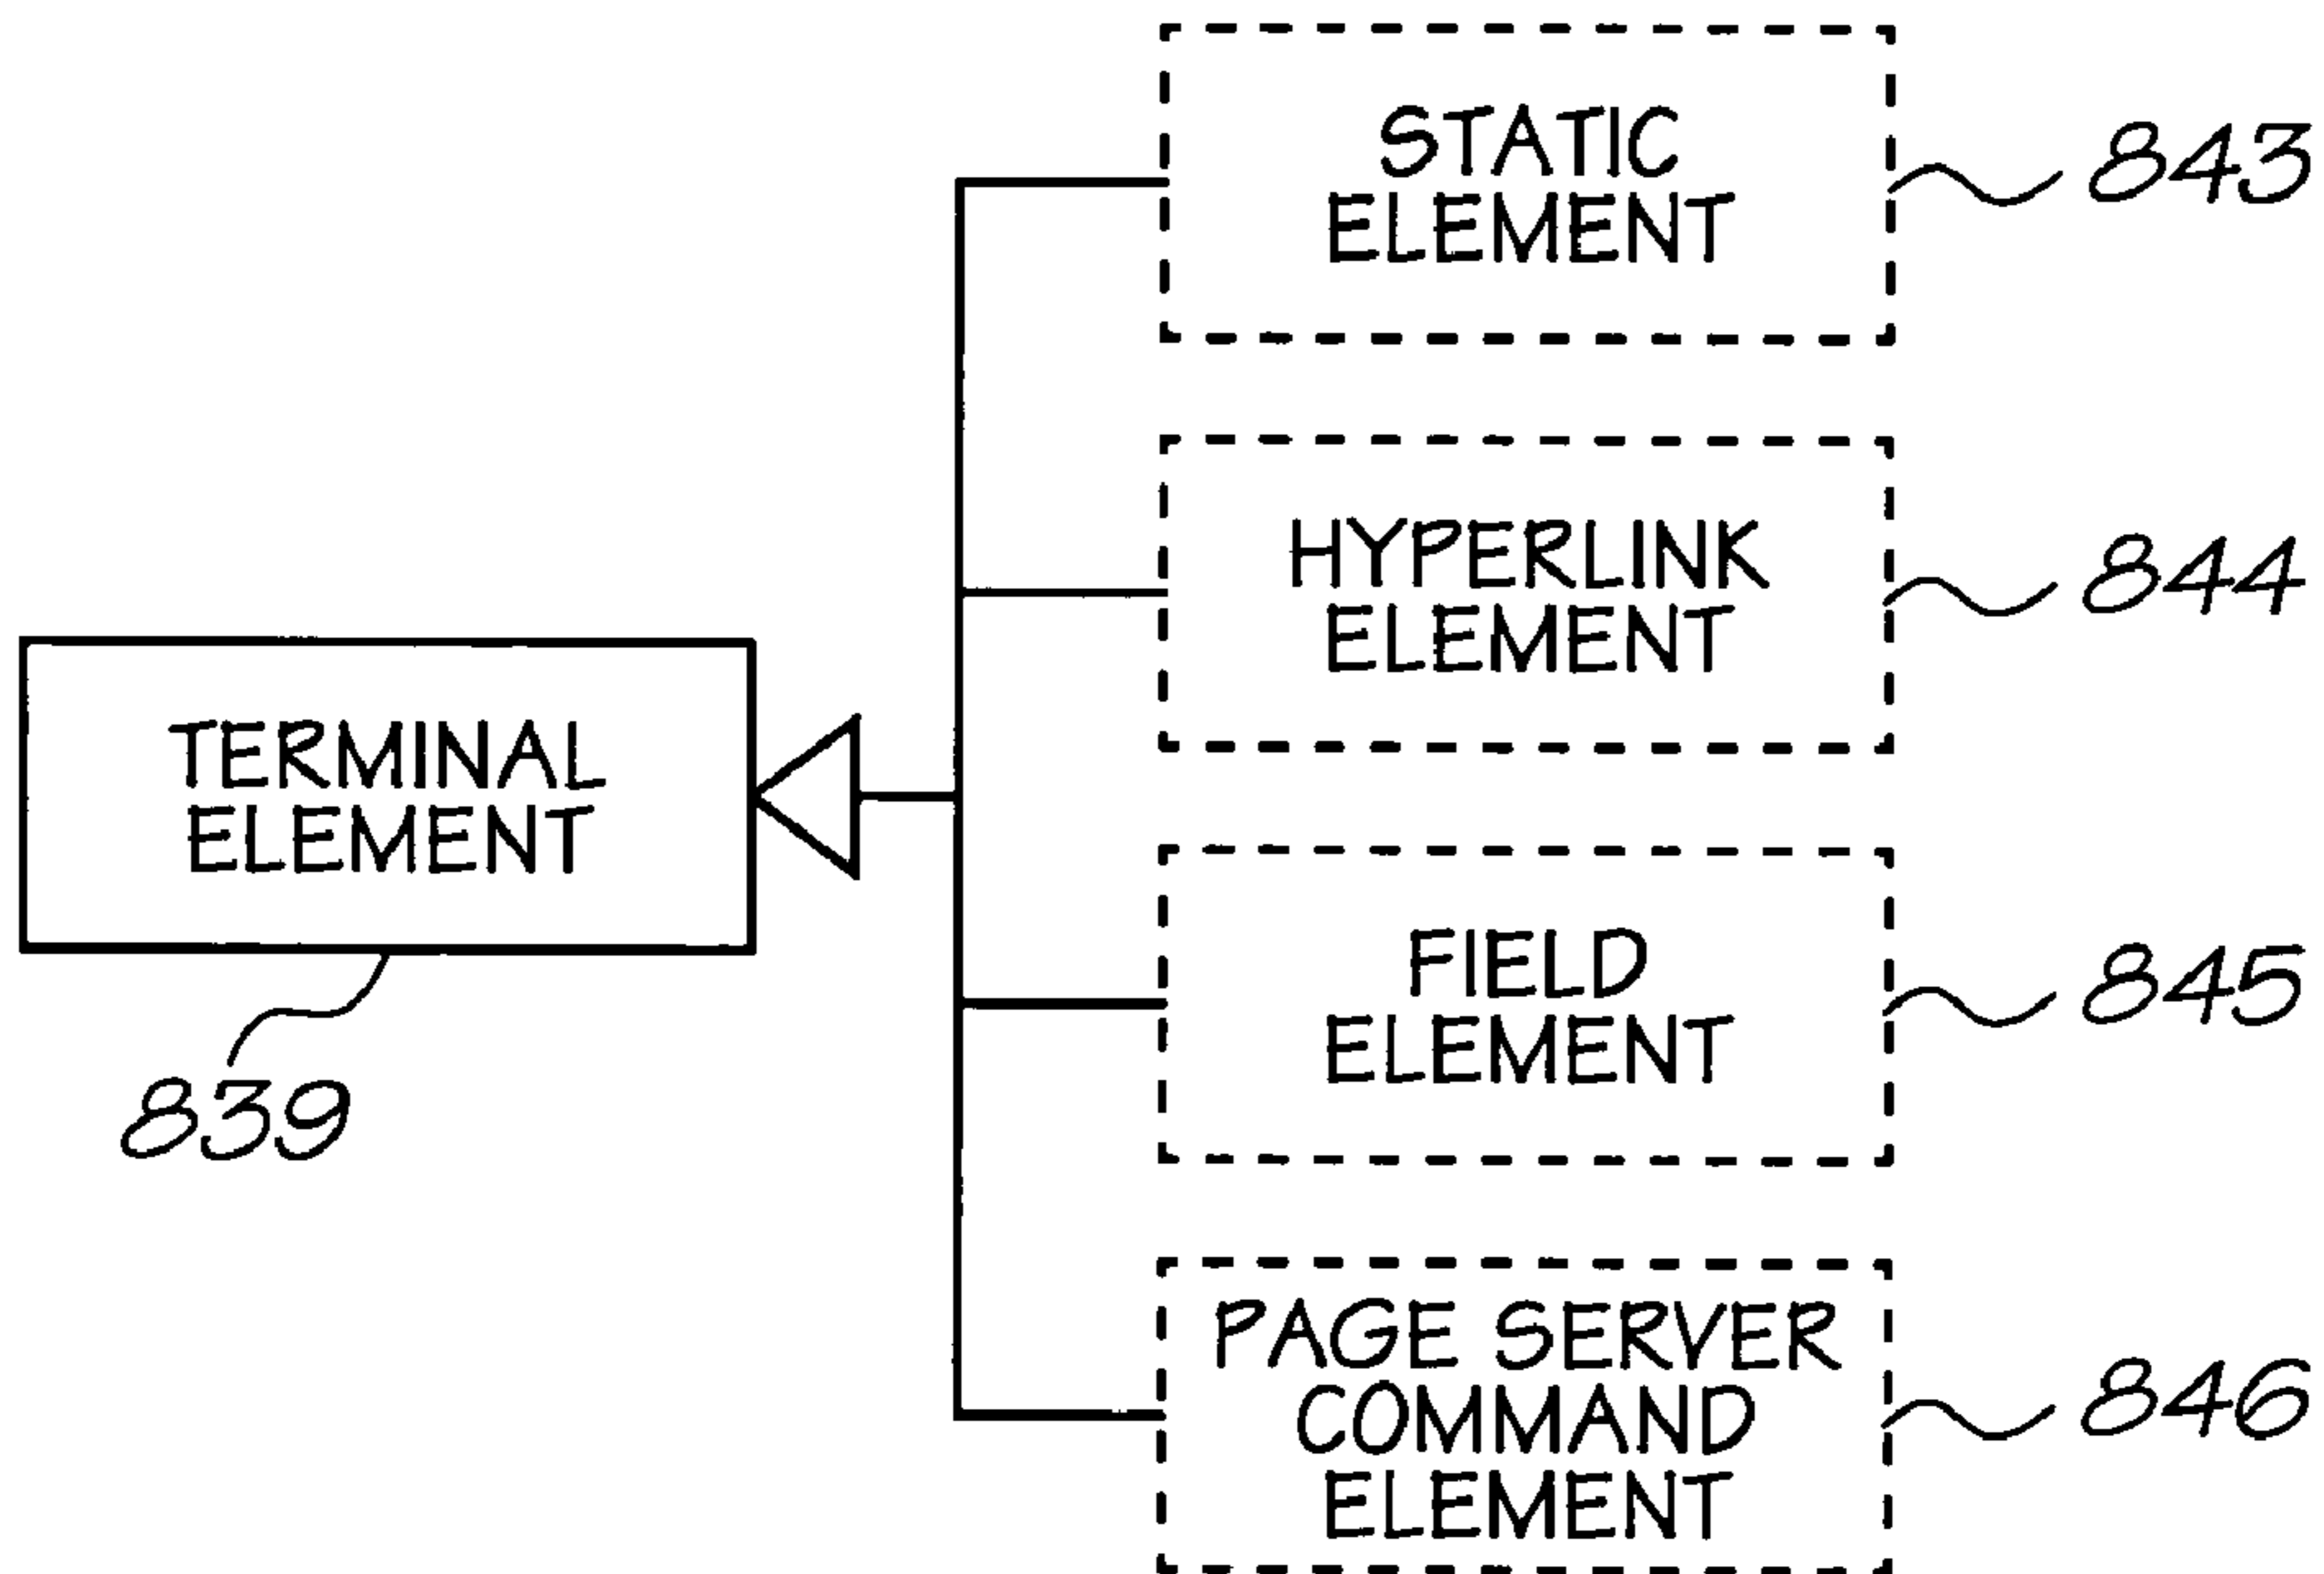 STATIC
ELEMENT
843
HYPERLINK
ELEMENT
844
TERMINAL
ELEMENT
839
FIELD
ELEMENT
845
PAGE SERVER
COMMAND
ELEMENT
846